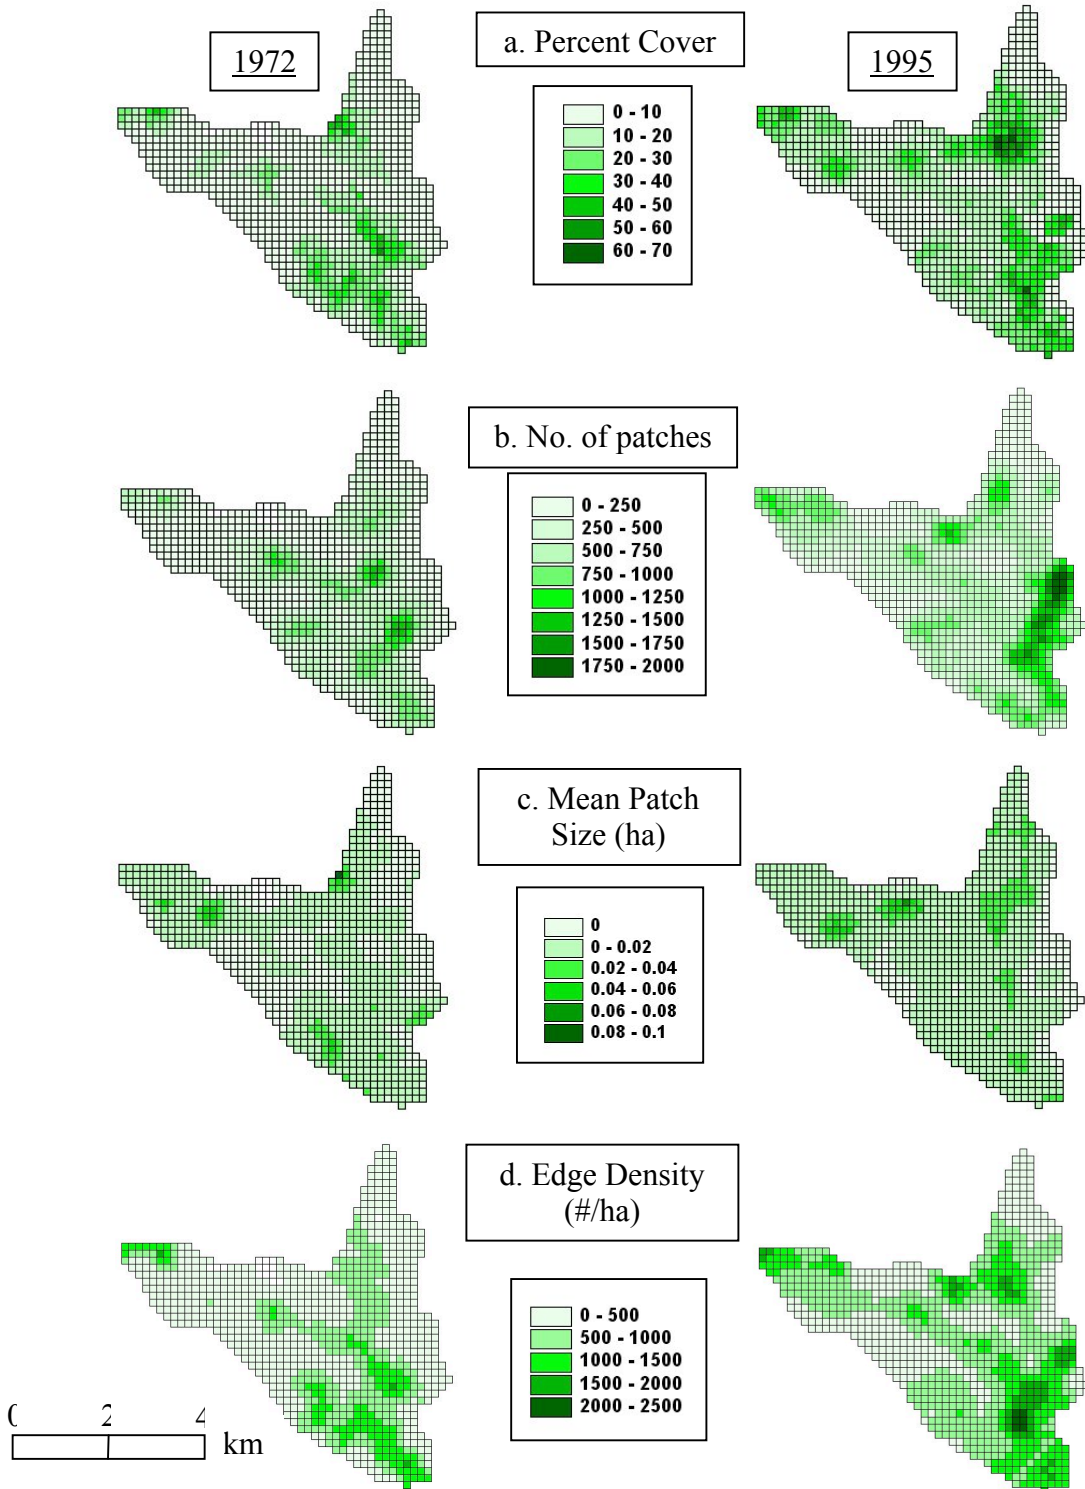 1972
a. Percent Cover
1995
0 - 10
10 - 20
20 - 30
30 - 40
40 - 50
50 - 60
60 - 70
b. No. of patches
0 - 250
250 - 500
500 - 750
750 - 1000
1000 - 1250
1250 - 1500
1500 - 1750
1750 - 2000
c. Mean Patch
Size (ha)
0
0 - 0.02
0.02 - 0.04
0.04 - 0.06
0.06 - 0.08
0.08 - 0.1
d. Edge Density
(#/ha)
0 - 500
500 - 1000
1000 - 1500
1500 - 2000
2000 - 2500
0 2 4
km